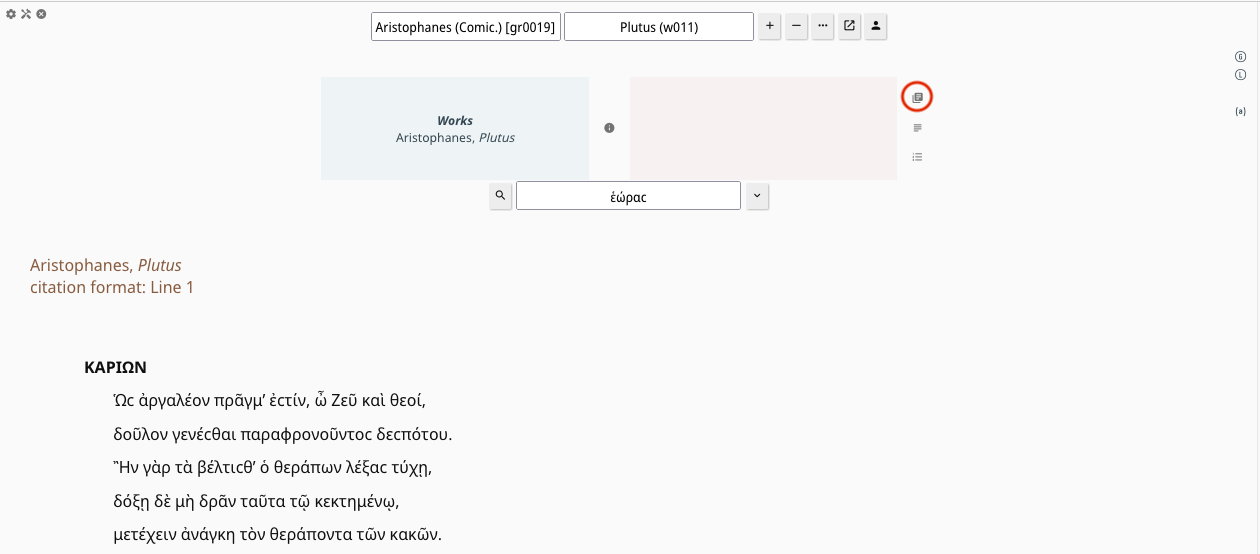 Aristophanes (Comic.) [gr0019]
Plutus (w011)
Works
Aristophanes, Plutus
ἑώρας
Aristophanes, Plutus
citation format: Line 1
ΚΑΡΙΩΝ
Ὡϲ ἀργαλέον πρᾶγμ’ ἐϲτίν, ὦ Ζεῦ καὶ θεοί,
δοῦλον γενέϲθαι παραφρονοῦντοϲ δεϲπότου.
Ἢν γὰρ τὰ βέλτιϲθ’ ὁ θεράπων λέξαϲ τύχῃ,
δόξῃ δὲ μὴ δρᾶν ταῦτα τῷ κεκτημένῳ,
μετέχειν ἀνάγκη τὸν θεράποντα τῶν κακῶν.
G
L
(a)